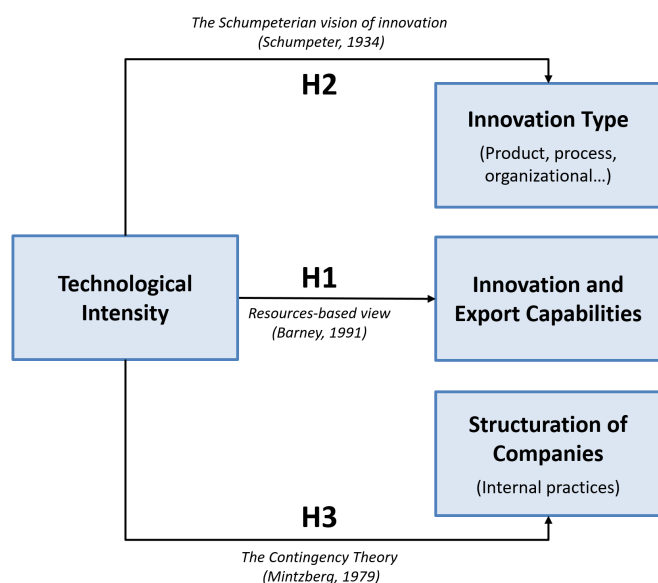 The Schumpeterian vision of innovation
(Schumpeter, 1934)
H2
Innovation Type
(Product, process,
organizational...)
Technological
Intensity
H1
Resources-based view
(Barney, 1991)
Innovation and
Export Capabilities
Structuration of
Companies
(Internal practices)
H3
The Contingency Theory
(Mintzberg, 1979)